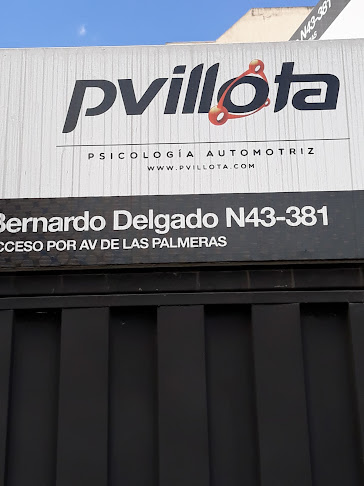 N43-381
pvillota
PSICOLOGÍA AUTOMOTRIZ
WWW.PVILLOTA.COM
Bernardo Delgado N43-381
CCESO POR AV DE LAS PALMERAS